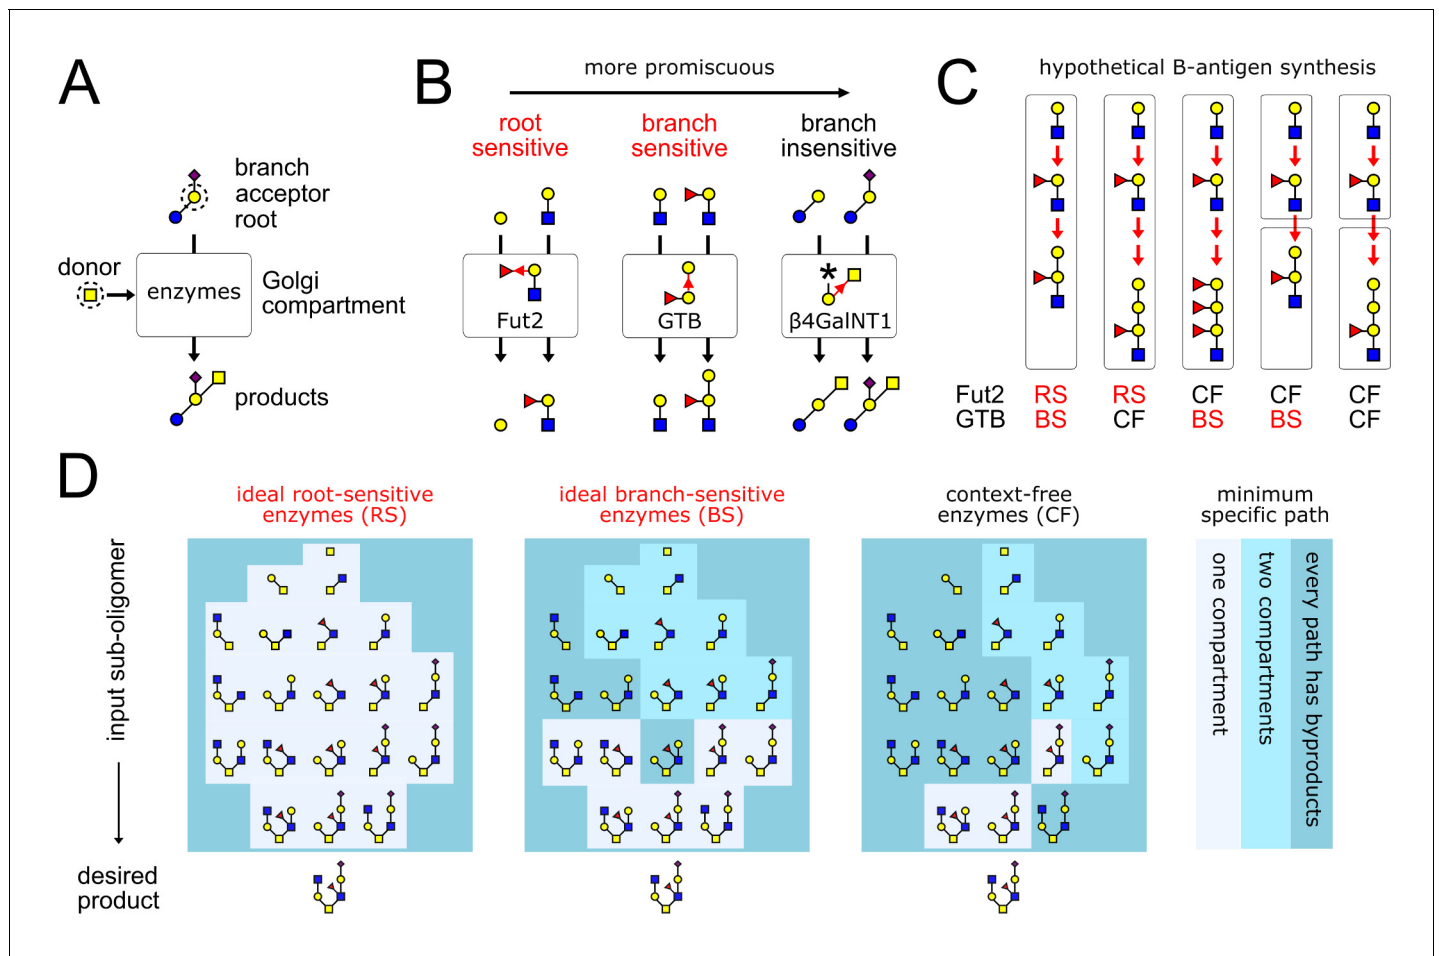 A
branch
acceptor
root
donor
enzymes
Golgi
compartment
products
B
more promiscuous
root
sensitive
branch
sensitive
branch
insensitive
*
Fut2
GTB
β4GalNT1
C
hypothetical B-antigen synthesis
Fut2 RS RS CF CF CF
GTB BS CF BS BS CF
D
ideal root-sensitive
enzymes (RS)
ideal branch-sensitive
enzymes (BS)
context-free
enzymes (CF)
minimum
specific path
input sub-oligomer
one compartment
two compartments
every path has byproducts
desired
product